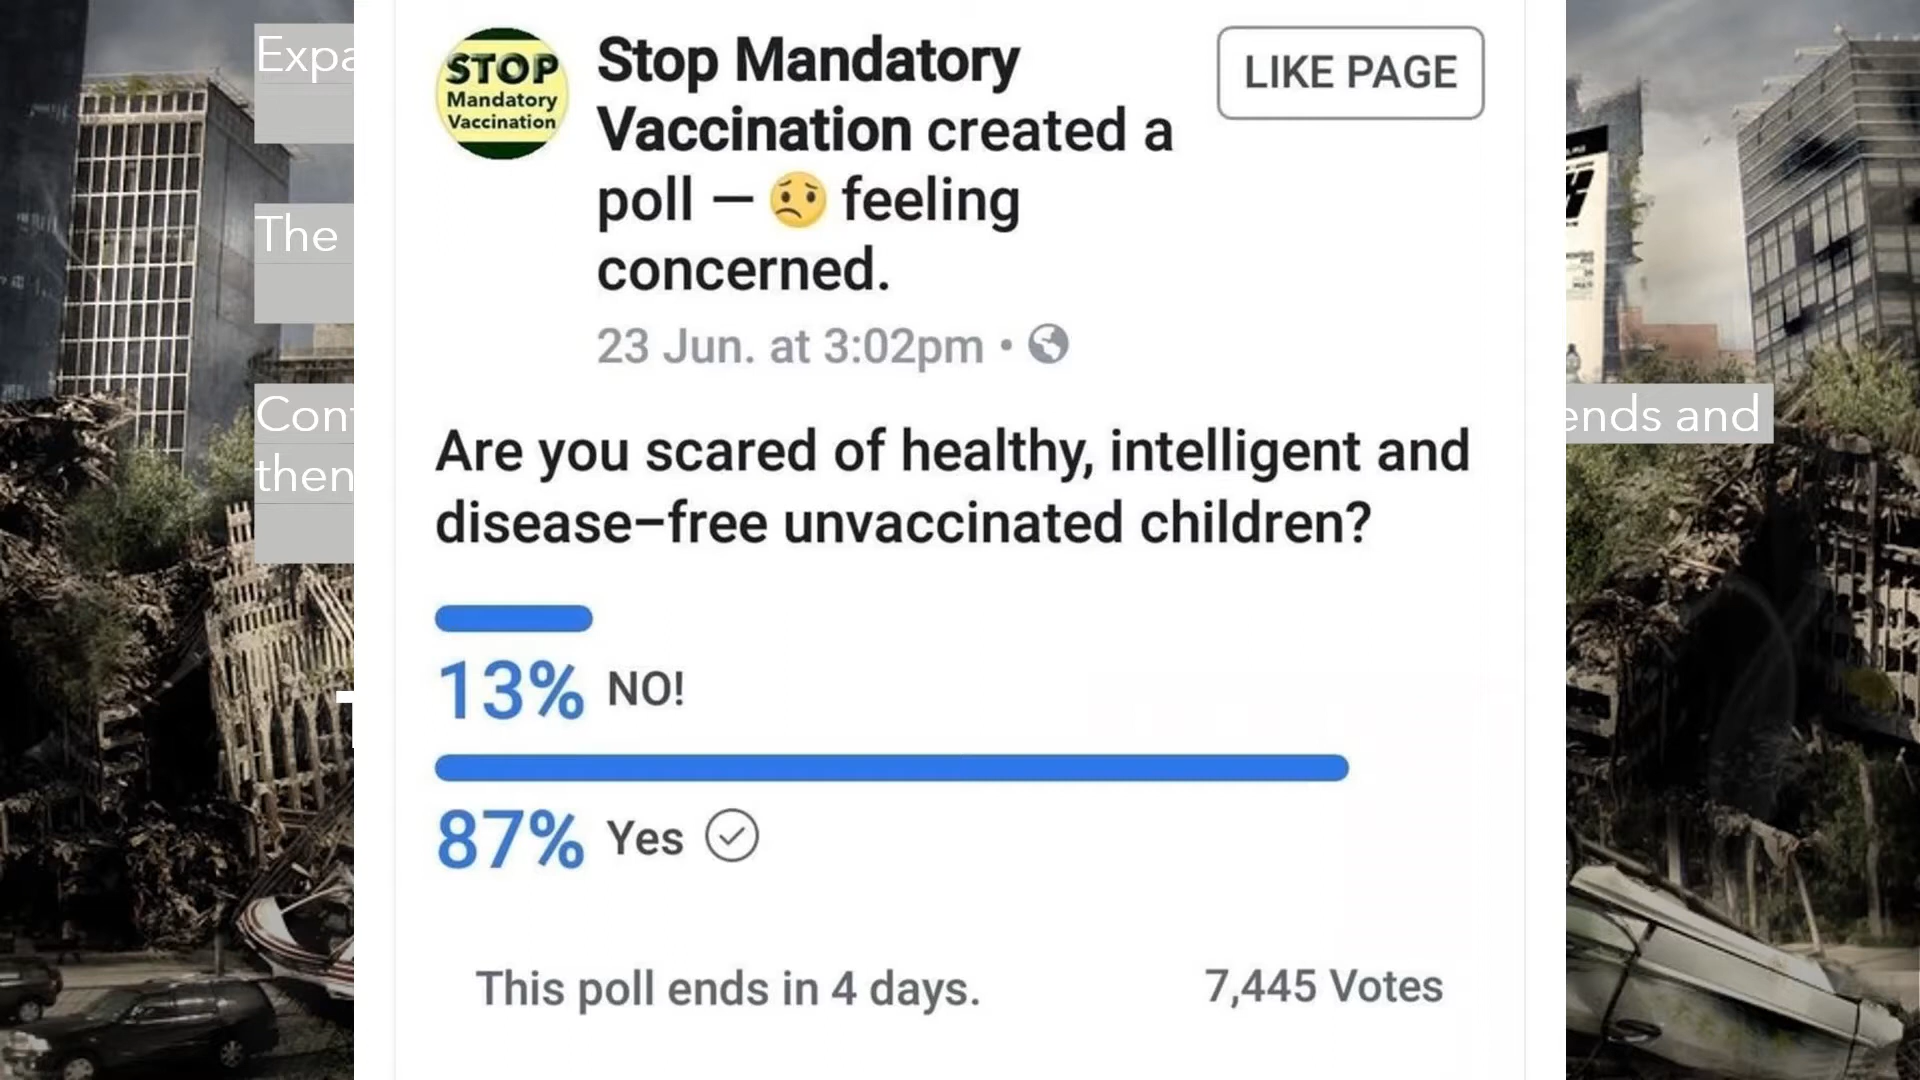 Expa
The
Cont
then
ends and
STOP
Mandatory
Vaccination
Stop Mandatory
Vaccination created a
poll — 😟 feeling
concerned.
23 Jun. at 3:02pm •
LIKE PAGE
Are you scared of healthy, intelligent and
disease–free unvaccinated children?
13% NO!
87% Yes
This poll ends in 4 days.
7,445 Votes